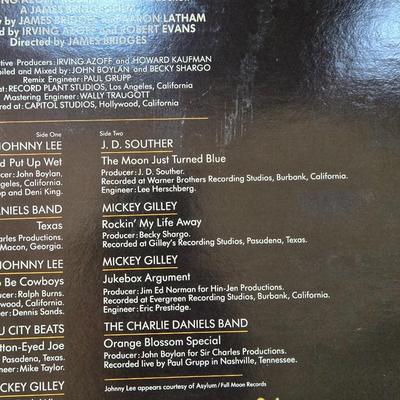 A JAMES BRIDGES FILM
by JAMES BRIDGES and AARON LATHAM
by IRVING AZOFF and ROBERT EVANS
Directed by JAMES BRIDGES
Producers: IRVING AZOFF and HOWARD KAUFMAN
and Mixed by: JOHN BOYLAN, and BECKY SHARGO
Remix Engineer: PAUL GRUPP
at: RECORD PLANT STUDIOS, Los Angeles, California
Mastering Engineer: WALLY TRAUGOTT
at: CAPITOL STUDIOS, Hollywood, California
Side One
JOHNNY LEE
Put Up Wet
Producer: John Boylan,
California.
and Deni King.
DANIELS BAND
Texas
Charles Productions.
Macon, Georgia.
JOHNNY LEE
Be Cowboys
Producer: Ralph Burns.
California.
Dennis Sands.
CITY BEATS
Cotton-Eyed Joe
Pasadena, Texas.
Mike Taylor.
MICKEY GILLEY
Side Two
J. D. SOUTHER
The Moon Just Turned Blue
Producer: J. D. Souther.
Recorded at Warner Brothers Recording Studios, Burbank, California.
Engineer: Lee Herschberg.
MICKEY GILLEY
Rockin' My Life Away
Producer: Becky Shargo.
Recorded at Gilley's Recording Studios, Pasadena, Texas.
MICKEY GILLEY
Jukebox Argument
Producer: Jim Ed Norman for Hin-Jen Productions.
Recorded at Evergreen Recording Studios, Burbank, California.
Engineer: Eric Prestidge.
THE CHARLIE DANIELS BAND
Orange Blossom Special
Producer: John Boylan for Sir Charles Productions.
Recorded live by Paul Grupp in Nashville, Tennessee.
Johnny Lee appears courtesy of Asylum / Full Moon Records